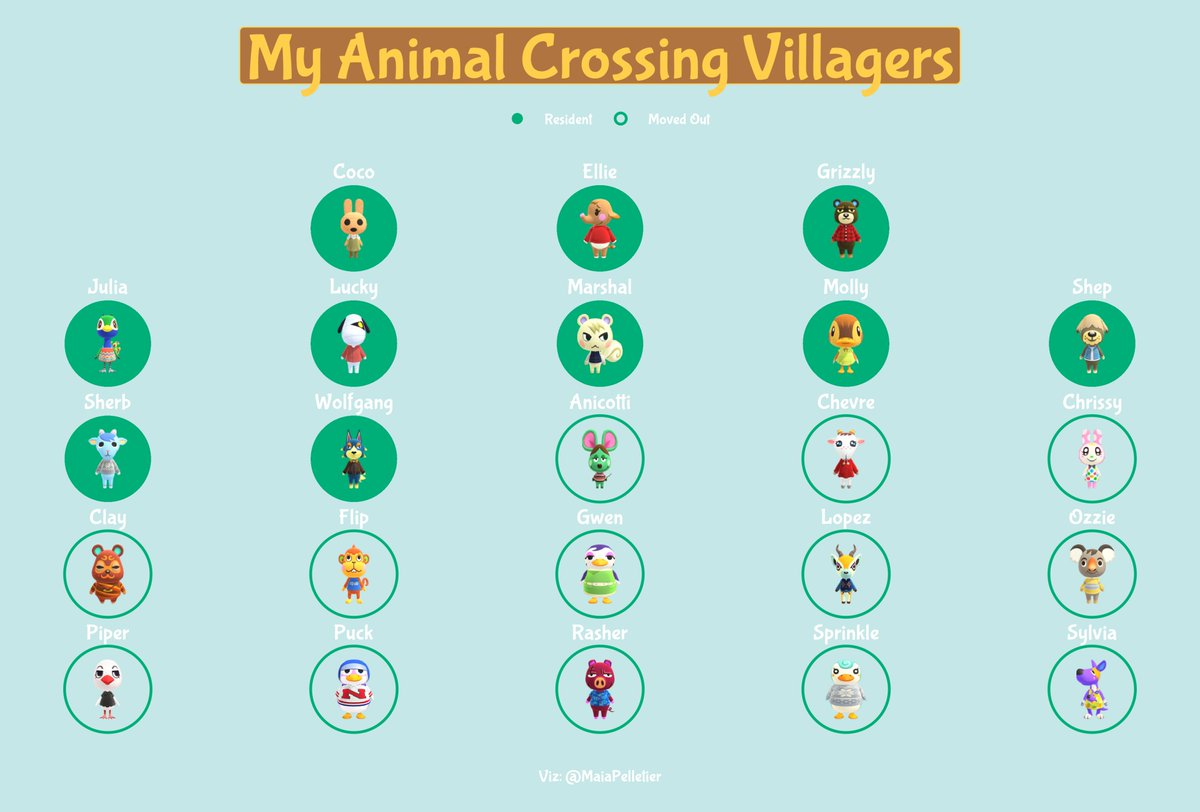 My Animal Crossing Villagers
Resident Moved Out
Coco Ellie Grizzly
Julia Lucky Marshal Molly Shep
Sherb Wolfgang Anicotti Chevre Chrissy
Clay Flip Gwen Lopez Ozzie
Piper Puck Rasher Sprinkle Sylvia
N
Viz: @MaiaPelletier